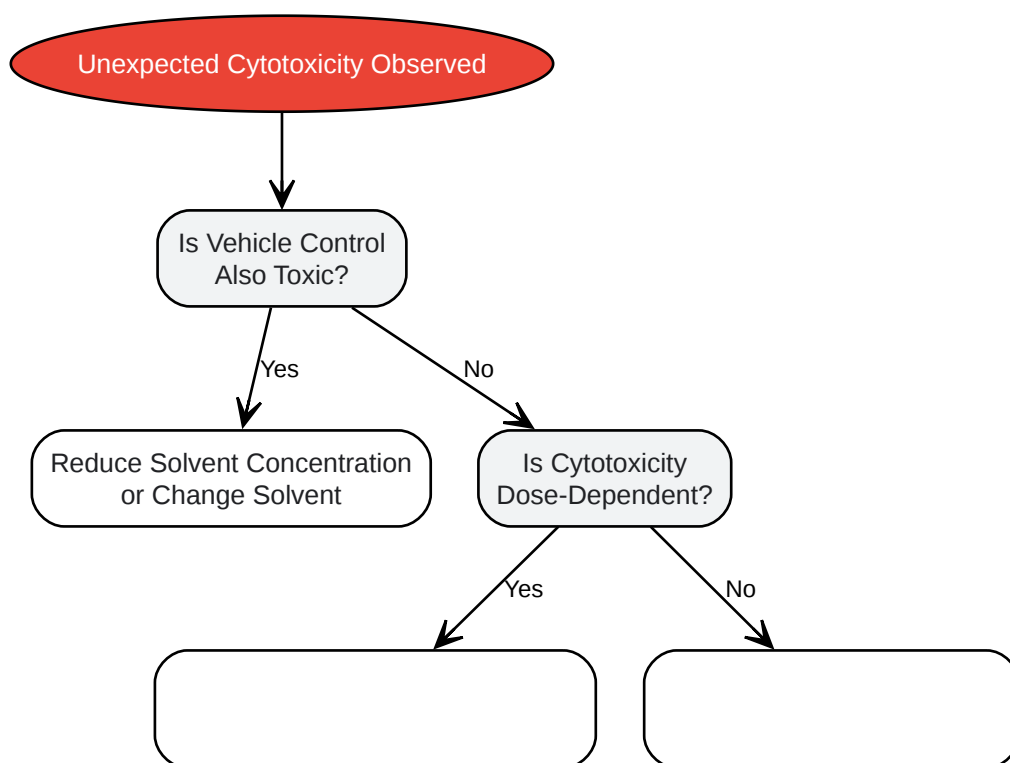 Unexpected Cytotoxicity Observed
Is Vehicle Control
Also Toxic?
Yes
No
Reduce Solvent Concentration
or Change Solvent
Is Cytotoxicity
Dose-Dependent?
Yes
No